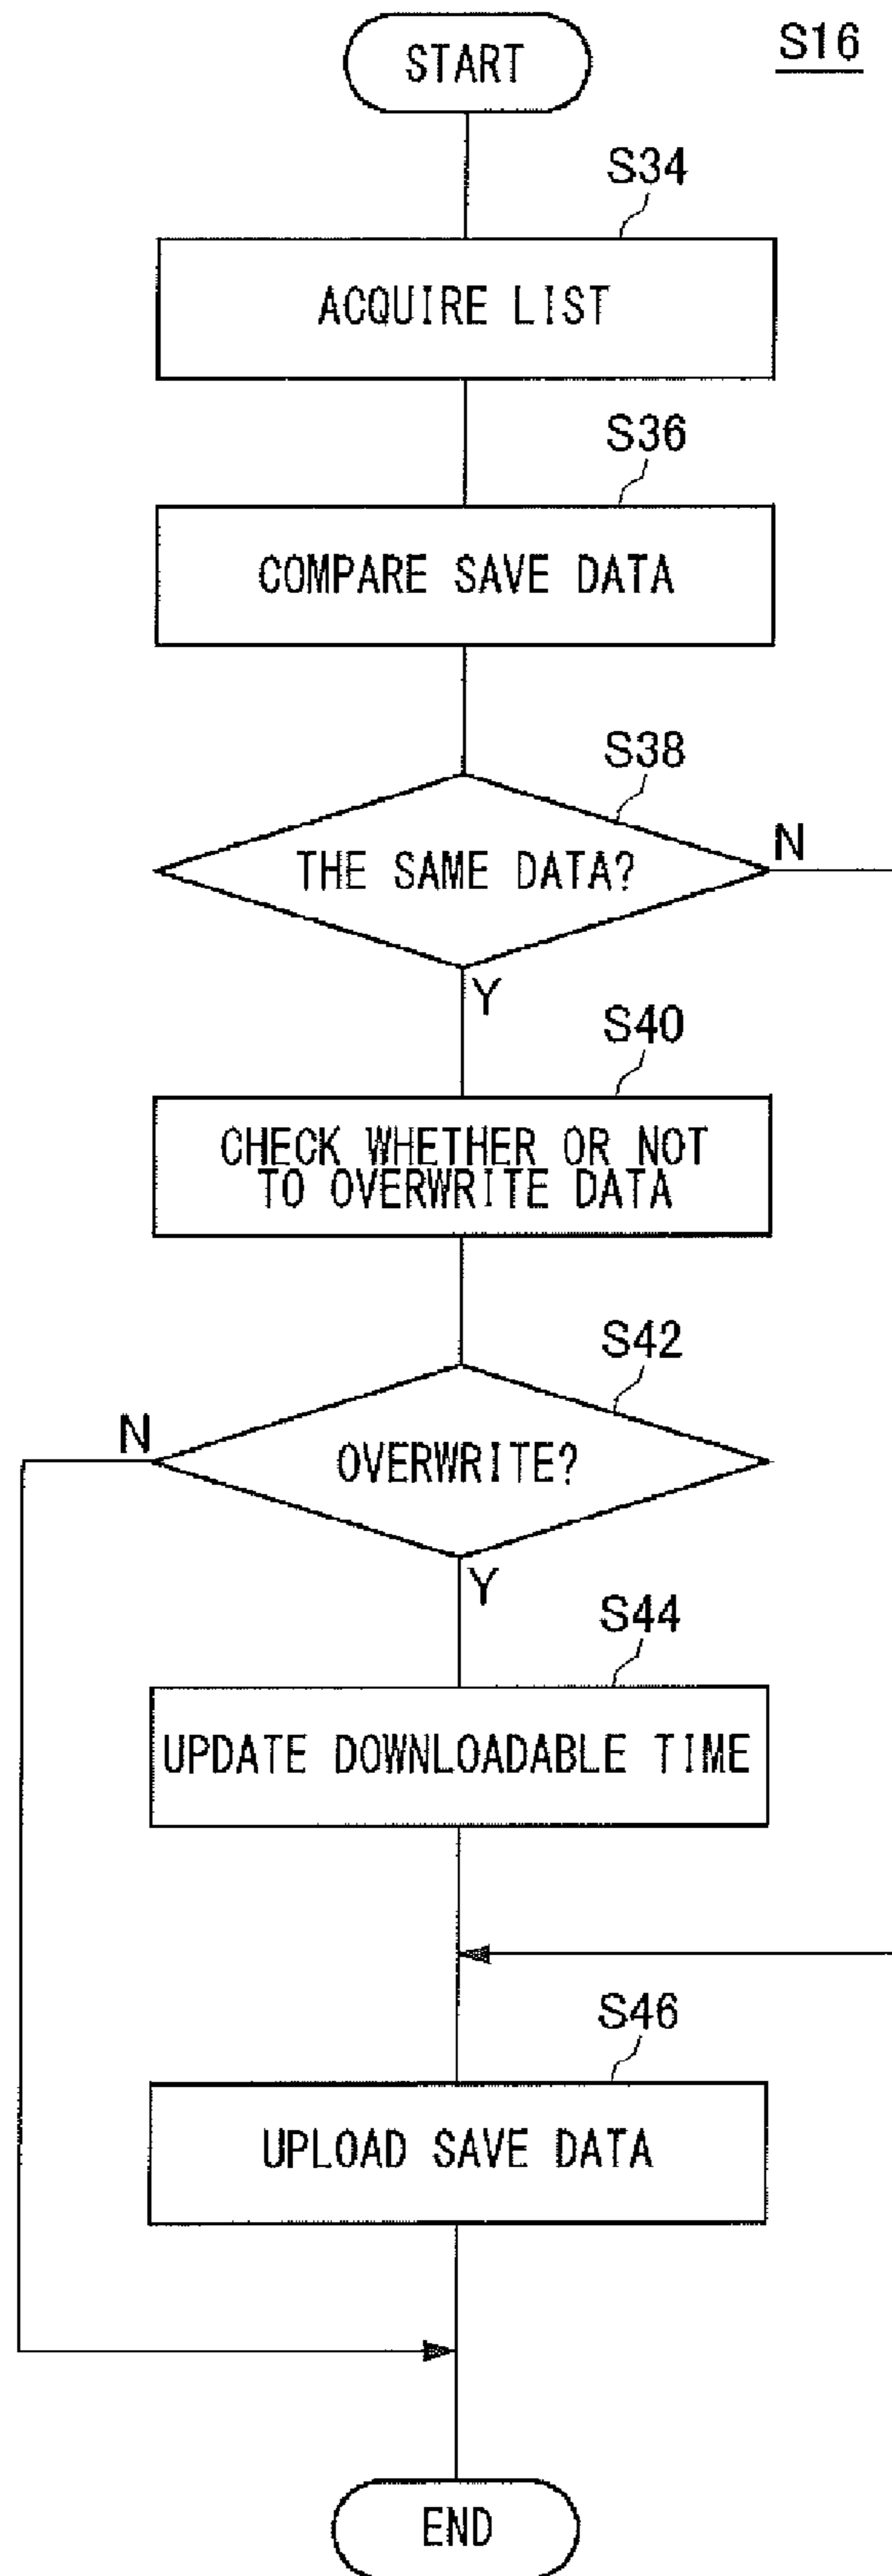 START
S16
S34
ACQUIRE LIST
S36
COMPARE SAVE DATA
S38
THE SAME DATA?
N
Y
S40
CHECK WHETHER OR NOT
TO OVERWRITE DATA
S42
N
OVERWRITE?
Y
S44
UPDATE DOWNLOADABLE TIME
S46
UPLOAD SAVE DATA
END